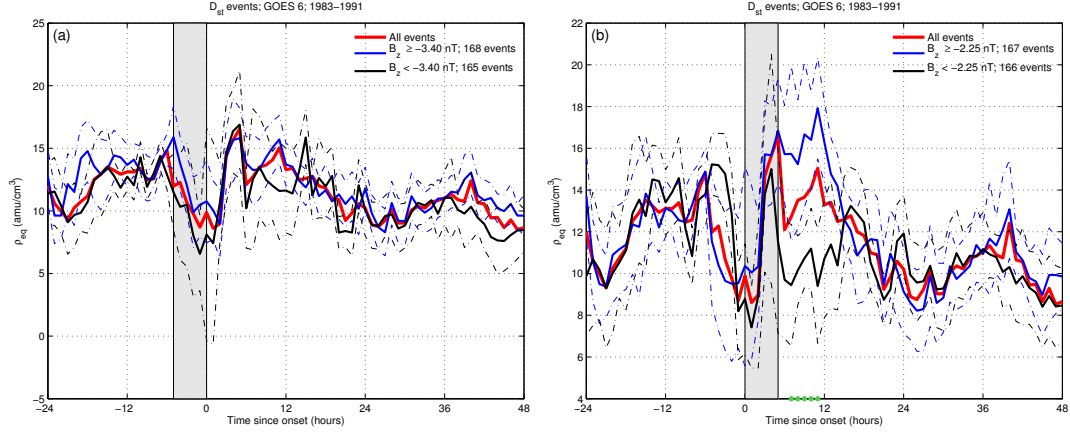 D_st events; GOES 6; 1983−1991
(a)
All events
B_z ≥ −3.40 nT; 168 events
B_z < −3.40 nT; 165 events
25
20
15
10
5
0
−5
ρ_eq (amu/cm³)
−24 −12 0 12 24 36 48
Time since onset (hours)
D_st events; GOES 6; 1983−1991
(b)
All events
B_z ≥ −2.25 nT; 167 events
B_z < −2.25 nT; 166 events
22
20
18
16
14
12
10
8
6
4
ρ_eq (amu/cm³)
−24 −12 0 12 24 36 48
Time since onset (hours)